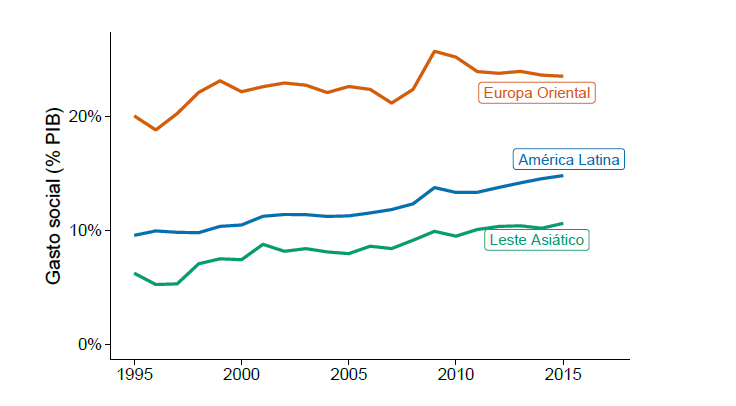 Gasto social (% PIB)
20%
10%
0%
Europa Oriental
América Latina
Leste Asiático
1995
2000
2005
2010
2015